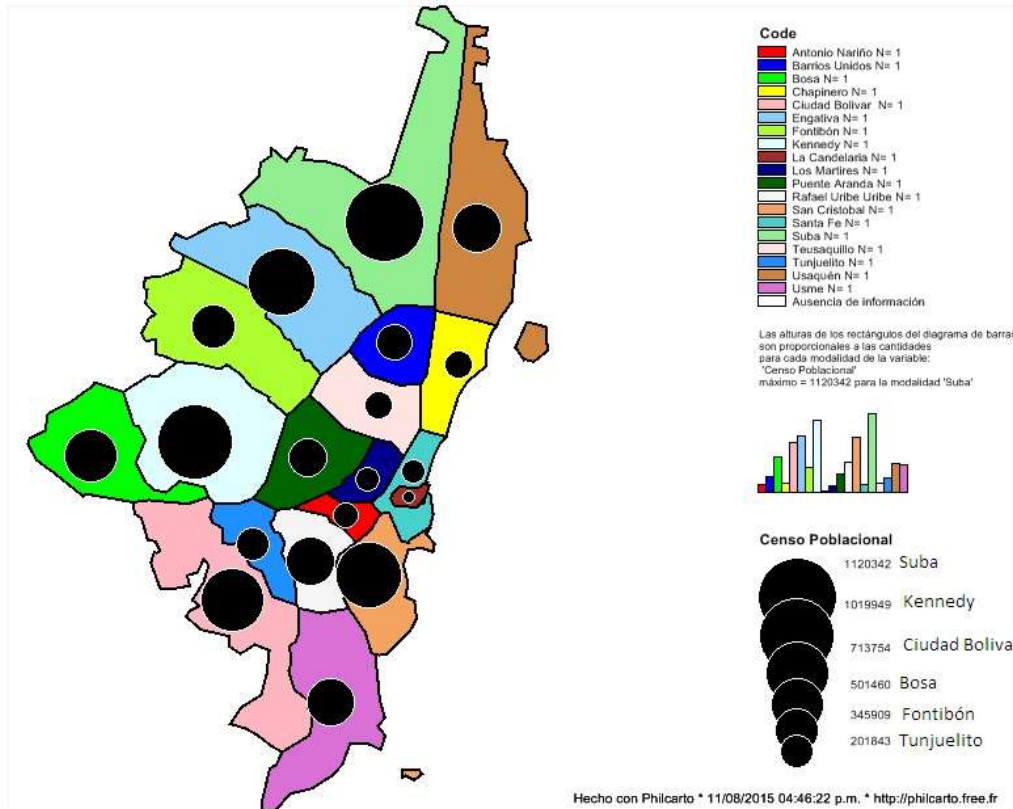 Code
Antonio Nariño N= 1
Barrios Unidos N= 1
Bosa N= 1
Chapinero N= 1
Ciudad Bolivar  N= 1
Engativa N= 1
Fontibón N= 1
Kennedy N= 1
La Candelaria N= 1
Los Martires N= 1
Puente Aranda N= 1
Rafael Uribe Uribe N= 1
San Cristobal N= 1
Santa Fe N= 1
Suba N= 1
Teusaquillo N= 1
Tunjuelito N= 1
Usaquén N= 1
Usme N= 1
Ausencia de información
Las alturas de los rectángulos del diagrama de barras
son proporcionales a las cantidades
para cada modalidad de la variable:
'Censo Poblacional'
máximo = 1120342 para la modalidad 'Suba'
Censo Poblacional
1120342 Suba
1019949 Kennedy
713754 Ciudad Boliva
501460 Bosa
345909 Fontibón
201843 Tunjuelito
Hecho con Philcarto * 11/08/2015 04:46:22 p.m. * http://philcarto.free.fr